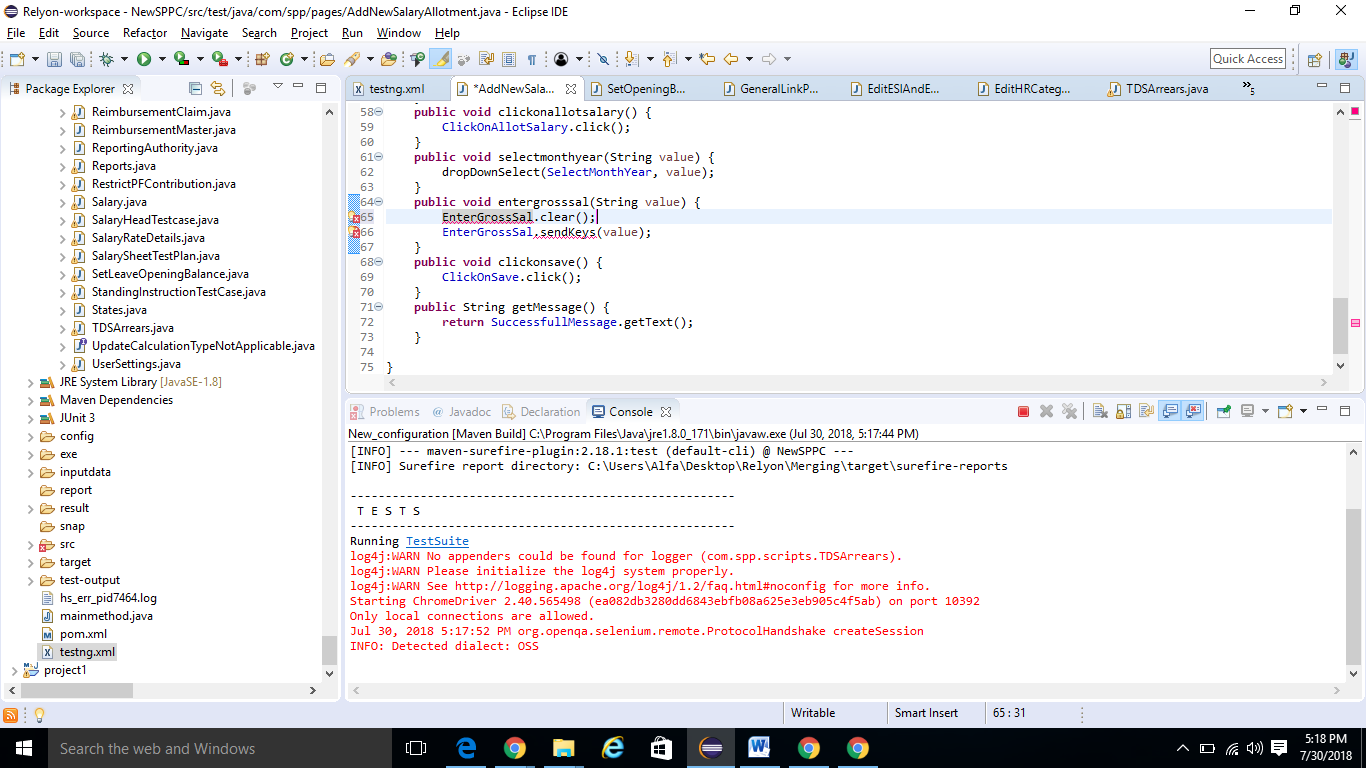 Relyon-workspace - NewSPPC/src/test/java/com/spp/pages/AddNewSalaryAllotment.java - Eclipse IDE
File Edit Source Refactor Navigate Search Project Run Window Help
Quick Access
Package Explorer
ReimbursementClaim.java
ReimbursementMaster.java
ReportingAuthority.java
Reports.java
RestrictPFContribution.java
Salary.java
SalaryHeadTestcase.java
SalaryRateDetails.java
SalarySheetTestPlan.java
SetLeaveOpeningBalance.java
StandingInstructionTestCase.java
States.java
TDSArrears.java
UpdateCalculationTypeNotApplicable.java
UserSettings.java
JRE System Library [JavaSE-1.8]
Maven Dependencies
JUnit 3
config
exe
inputdata
report
result
snap
src
target
test-output
hs_err_pid7464.log
mainmethod.java
pom.xml
testng.xml
project1
testng.xml *AddNewSala... SetOpeningB... GeneralLinkP... EditESIAndE... EditHRCateg... TDSArrears.java »5
58 public void clickonallotsalary() {
59 ClickOnAllotSalary.click();
60 }
61 public void selectmonthyear(String value) {
62 dropDownSelect(SelectMonthYear, value);
63 }
64 public void entergrosssal(String value) {
65 EnterGrossSal.clear();
66 EnterGrossSal.sendKeys(value);
67 }
68 public void clickonsave() {
69 ClickOnSave.click();
70 }
71 public String getMessage() {
72 return SuccessfullMessage.getText();
73 }
74
75 }
Problems @ Javadoc Declaration Console
New_configuration [Maven Build] C:\Program Files\Java\jre1.8.0_171\bin\javaw.exe (Jul 30, 2018, 5:17:44 PM)
[INFO] --- maven-surefire-plugin:2.18.1:test (default-cli) @ NewSPPC ---
[INFO] Surefire report directory: C:\Users\Alfa\Desktop\Relyon\Merging\target\surefire-reports
-------------------------------------------------------
T E S T S
-------------------------------------------------------
Running TestSuite
log4j:WARN No appenders could be found for logger (com.spp.scripts.TDSArrears).
log4j:WARN Please initialize the log4j system properly.
log4j:WARN See http://logging.apache.org/log4j/1.2/faq.html#noconfig for more info.
Starting ChromeDriver 2.40.565498 (ea082db3280dd6843ebfb08a625e3eb905c4f5ab) on port 10392
Only local connections are allowed.
Jul 30, 2018 5:17:52 PM org.openqa.selenium.remote.ProtocolHandshake createSession
INFO: Detected dialect: OSS
Writable Smart Insert 65 : 31
Search the web and Windows
5:18 PM
7/30/2018